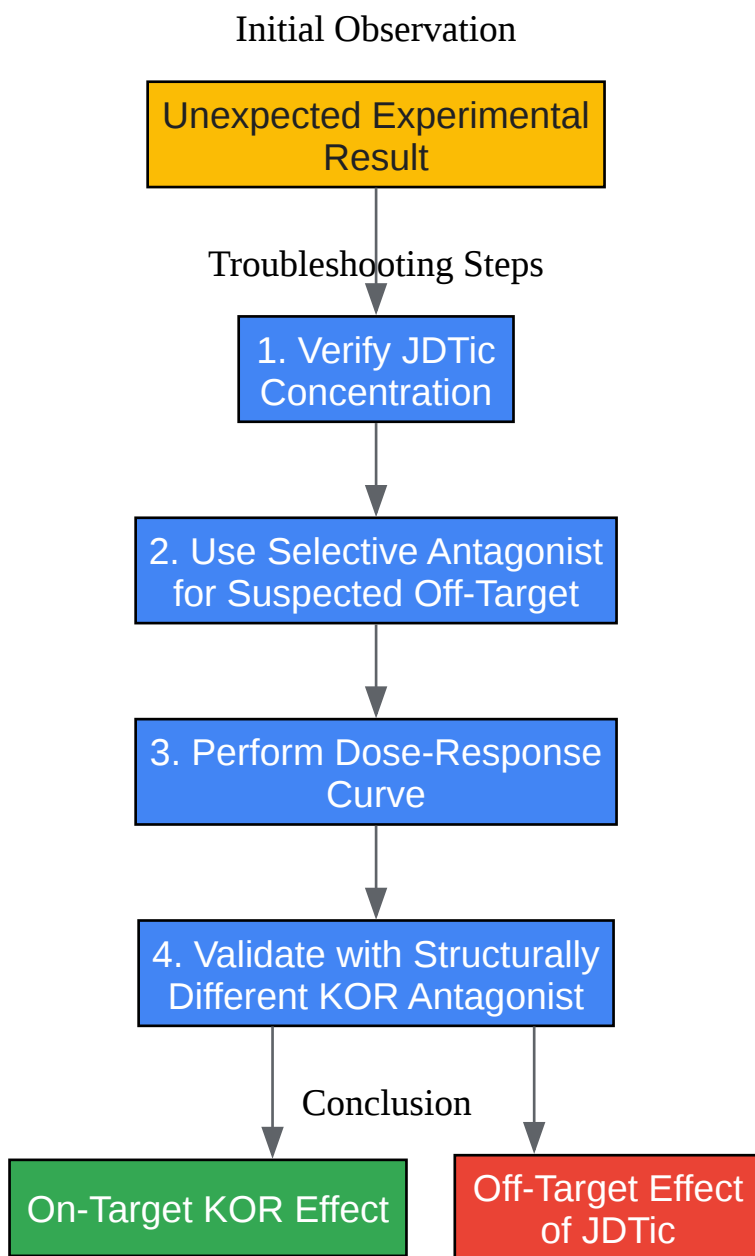 Initial Observation
Unexpected Experimental
Result
Troubleshooting Steps
1. Verify JDTic
Concentration
2. Use Selective Antagonist
for Suspected Off-Target
3. Perform Dose-Response
Curve
4. Validate with Structurally
Different KOR Antagonist
Conclusion
On-Target KOR Effect
Off-Target Effect
of JDTic